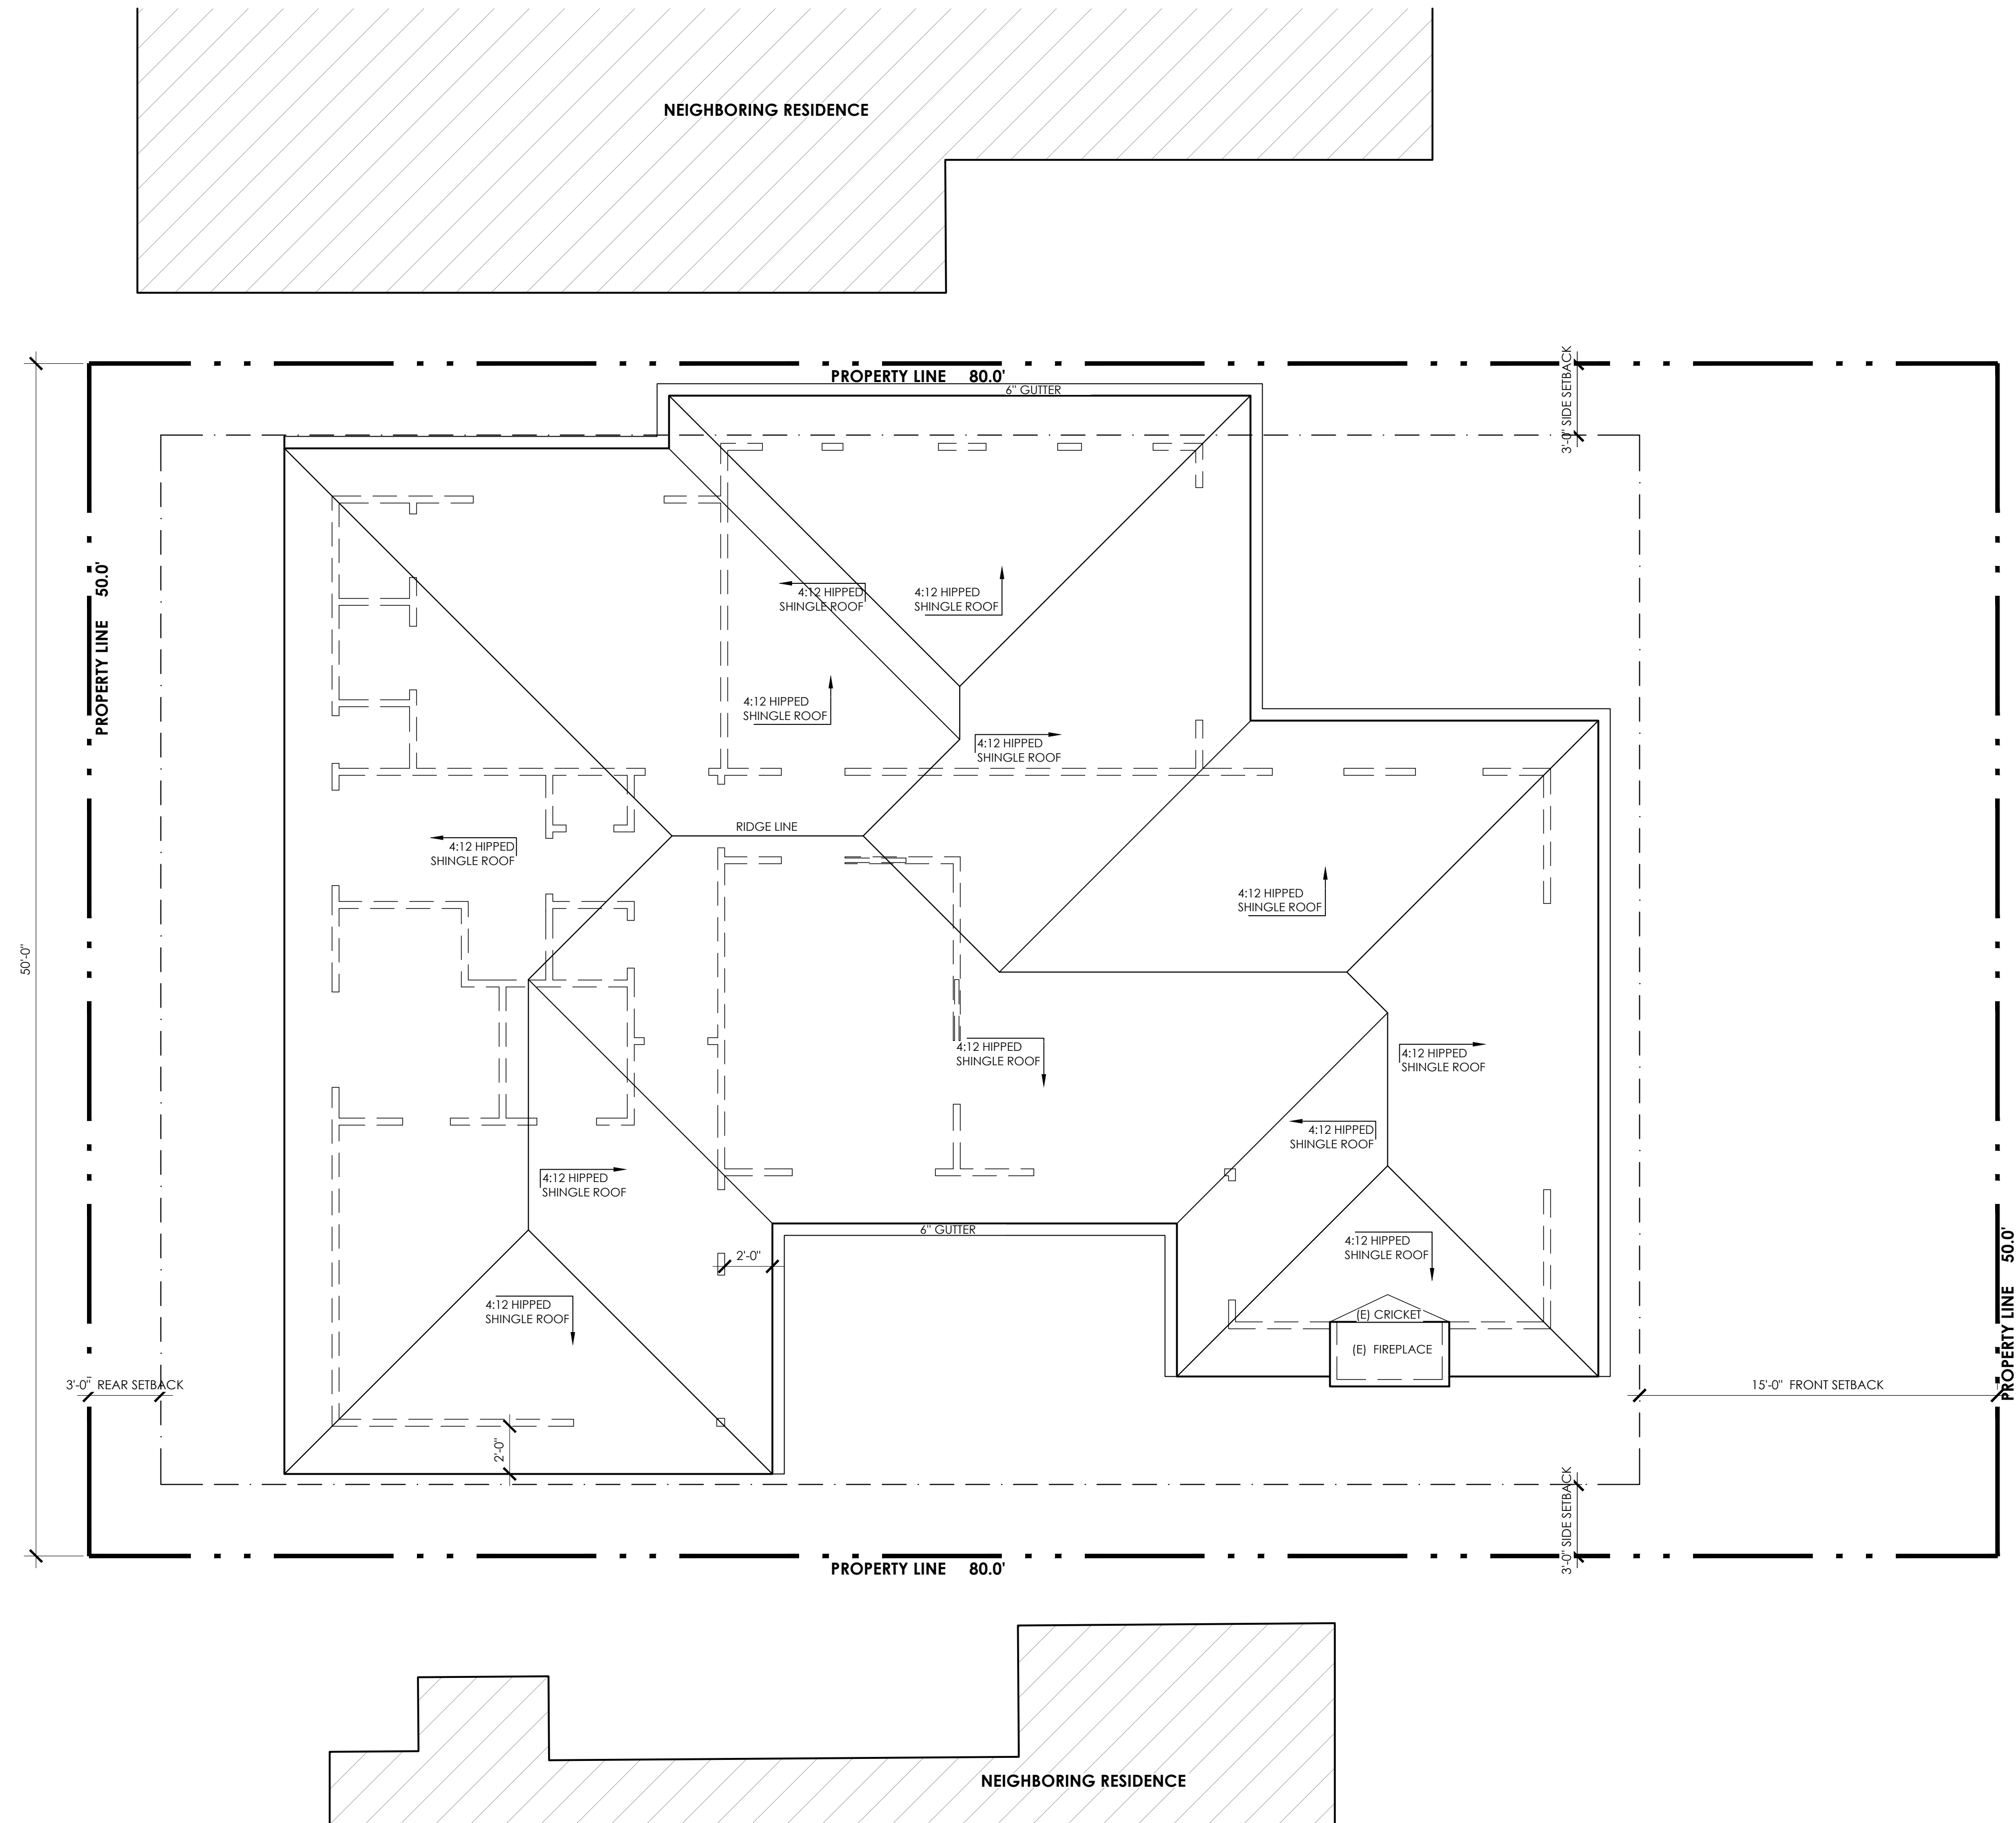 NEIGHBORING RESIDENCE
PROPERTY LINE 80.0'
6" GUTTER
3'-0" SIDE SETBACK
PROPERTY LINE 50.0'
4:12 HIPPED
SHINGLE ROOF
4:12 HIPPED
SHINGLE ROOF
4:12 HIPPED
SHINGLE ROOF
4:12 HIPPED
SHINGLE ROOF
RIDGE LINE
4:12 HIPPED
SHINGLE ROOF
4:12 HIPPED
SHINGLE ROOF
50'-0"
4:12 HIPPED
SHINGLE ROOF
4:12 HIPPED
SHINGLE ROOF
4:12 HIPPED
SHINGLE ROOF
4:12 HIPPED
SHINGLE ROOF
6" GUTTER
2'-0"
4:12 HIPPED
SHINGLE ROOF
4:12 HIPPED
SHINGLE ROOF
(E) CRICKET
(E) FIREPLACE
PROPERTY LINE 50.0'
3'-0" REAR SETBACK
15'-0" FRONT SETBACK
2'-0"
3'-0" SIDE SETBACK
PROPERTY LINE 80.0'
NEIGHBORING RESIDENCE